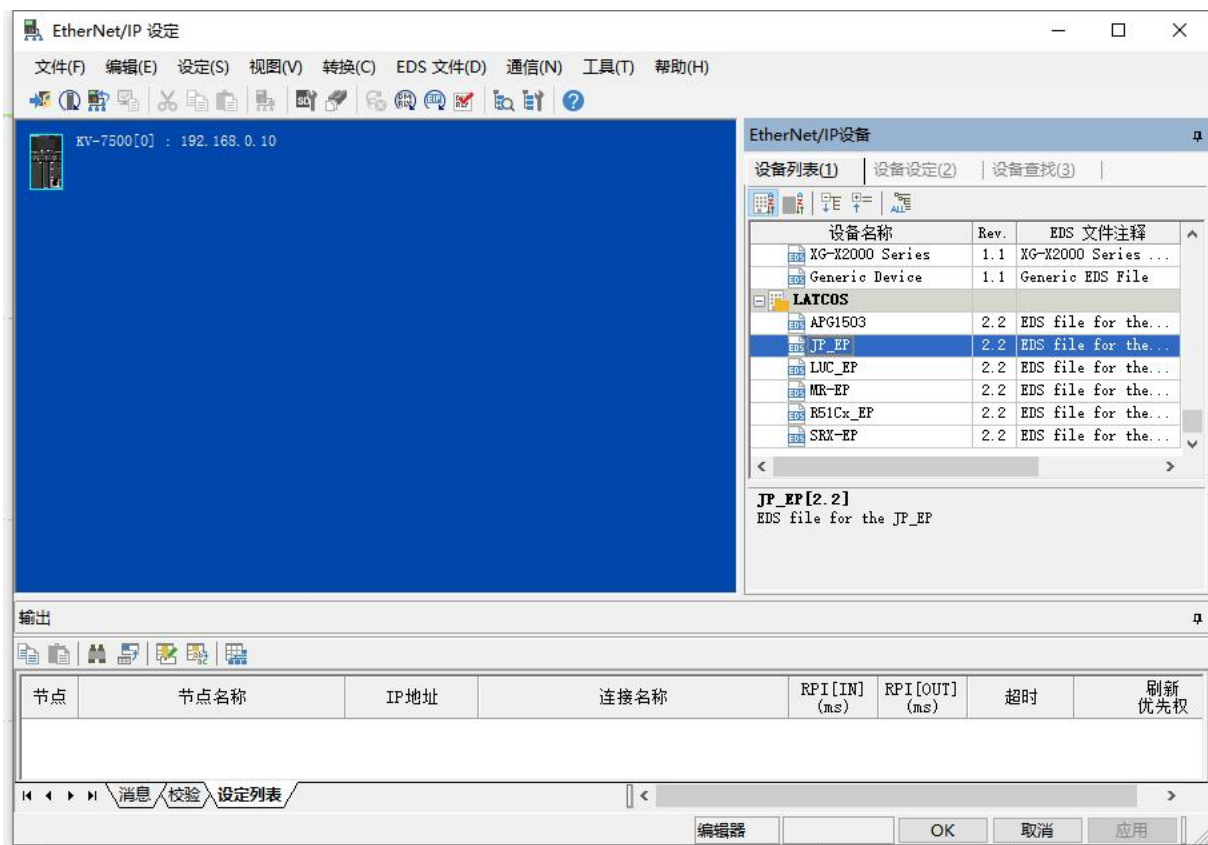 EtherNet/IP 设定
文件(F) 编辑(E) 设定(S) 视图(V) 转换(C) EDS 文件(D) 通信(N) 工具(T) 帮助(H)
KV-7500[0] : 192.168.0.10
EtherNet/IP设备
设备列表(1) 设备设定(2) 设备查找(3)
设备名称 Rev. EDS 文件注释
XG-X2000 Series 1.1 XG-X2000 Series ...
Generic Device 1.1 Generic EDS File
LATCOS
APG1503 2.2 EDS file for the...
JP_EP 2.2 EDS file for the...
LUC_EP 2.2 EDS file for the...
MR-EP 2.2 EDS file for the...
R51Cx_EP 2.2 EDS file for the...
SRX-EP 2.2 EDS file for the...
JP_EP[2.2]
EDS file for the JP_EP
输出
节点 节点名称 IP地址 连接名称 RPI[IN] (ms) RPI[OUT] (ms) 超时 刷新 优先权
消息 校验 设定列表
编辑器 OK 取消 应用